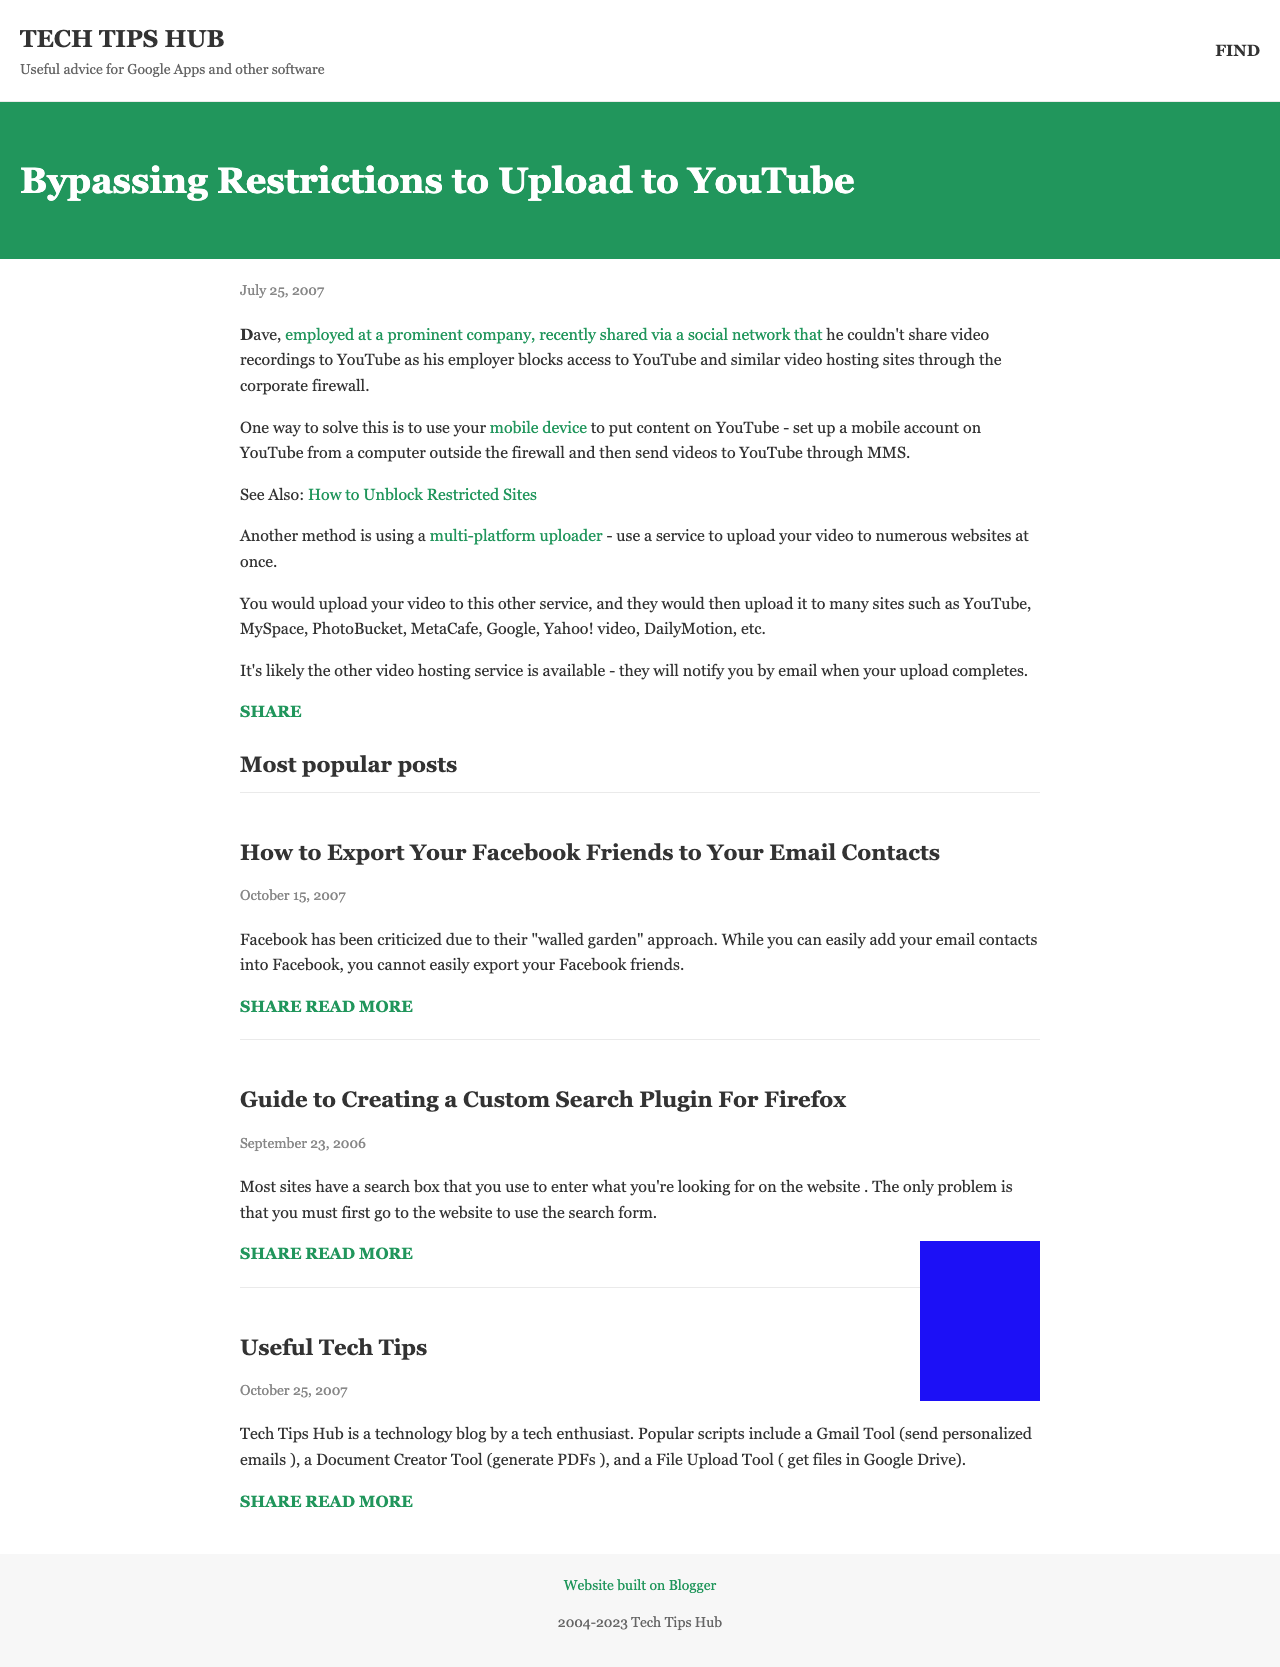 TECH TIPS HUB
Useful advice for Google Apps and other software
FIND
Bypassing Restrictions to Upload to YouTube
July 25, 2007
Dave, employed at a prominent company, recently shared via a social network that he couldn't share video
recordings to YouTube as his employer blocks access to YouTube and similar video hosting sites through the
corporate firewall.
One way to solve this is to use your mobile device to put content on YouTube - set up a mobile account on
YouTube from a computer outside the firewall and then send videos to YouTube through MMS.
See Also: How to Unblock Restricted Sites
Another method is using a multi-platform uploader - use a service to upload your video to numerous websites at
once.
You would upload your video to this other service, and they would then upload it to many sites such as YouTube,
MySpace, PhotoBucket, MetaCafe, Google, Yahoo! video, DailyMotion, etc.
It's likely the other video hosting service is available - they will notify you by email when your upload completes.
SHARE
Most popular posts
How to Export Your Facebook Friends to Your Email Contacts
October 15, 2007
Facebook has been criticized due to their "walled garden" approach. While you can easily add your email contacts
into Facebook, you cannot easily export your Facebook friends.
SHARE READ MORE
Guide to Creating a Custom Search Plugin For Firefox
September 23, 2006
Most sites have a search box that you use to enter what you're looking for on the website . The only problem is
that you must first go to the website to use the search form.
SHARE READ MORE
Useful Tech Tips
October 25, 2007
Tech Tips Hub is a technology blog by a tech enthusiast. Popular scripts include a Gmail Tool (send personalized
emails ), a Document Creator Tool (generate PDFs ), and a File Upload Tool ( get files in Google Drive).
SHARE READ MORE
Website built on Blogger
2004-2023 Tech Tips Hub